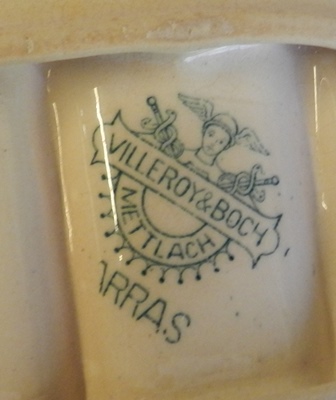 VILLEROY & BOCH
METTLACH
ARRAS